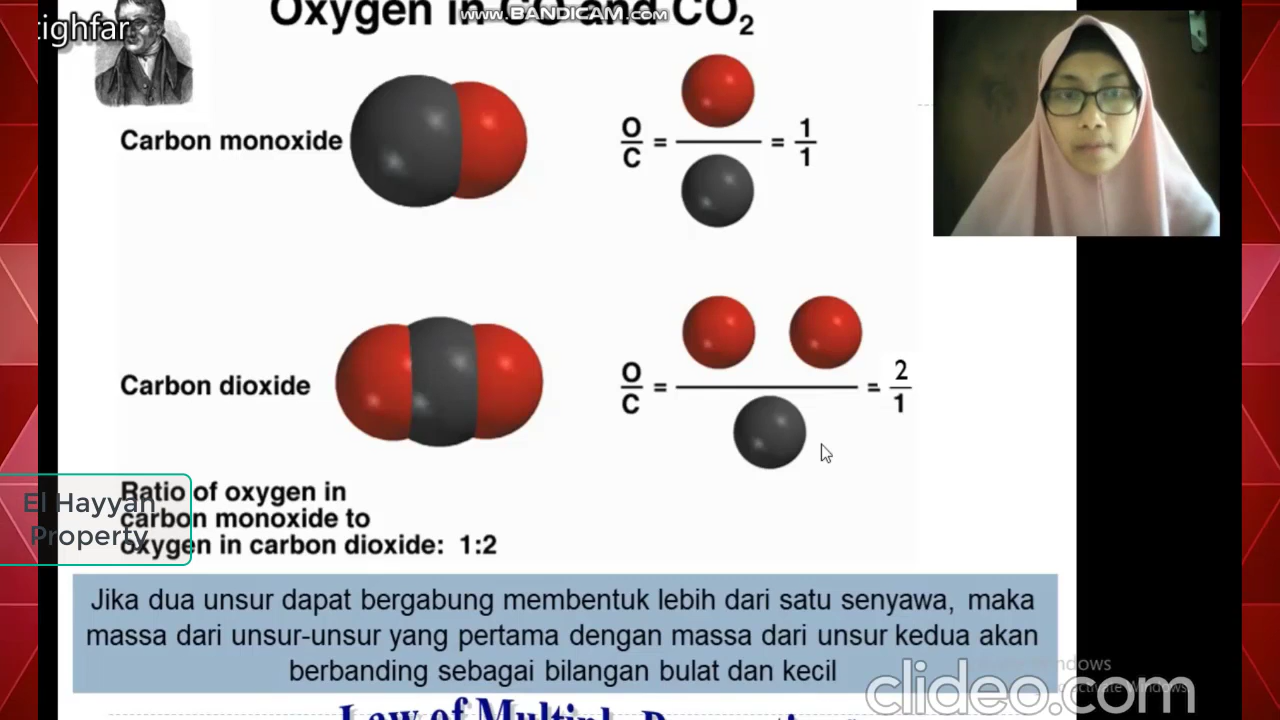 Oxygen in CO and CO2
www.BANDICAM.com
tighfar
Carbon monoxide
O/C = = 1/1
Carbon dioxide
O/C = = 2/1
Ratio of oxygen in
carbon monoxide to
oxygen in carbon dioxide: 1:2
El Hayyan
Property
Jika dua unsur dapat bergabung membentuk lebih dari satu senyawa, maka
massa dari unsur-unsur yang pertama dengan massa dari unsur kedua akan
berbanding sebagai bilangan bulat dan kecil
clideo.com
Law of Multiple Proportions